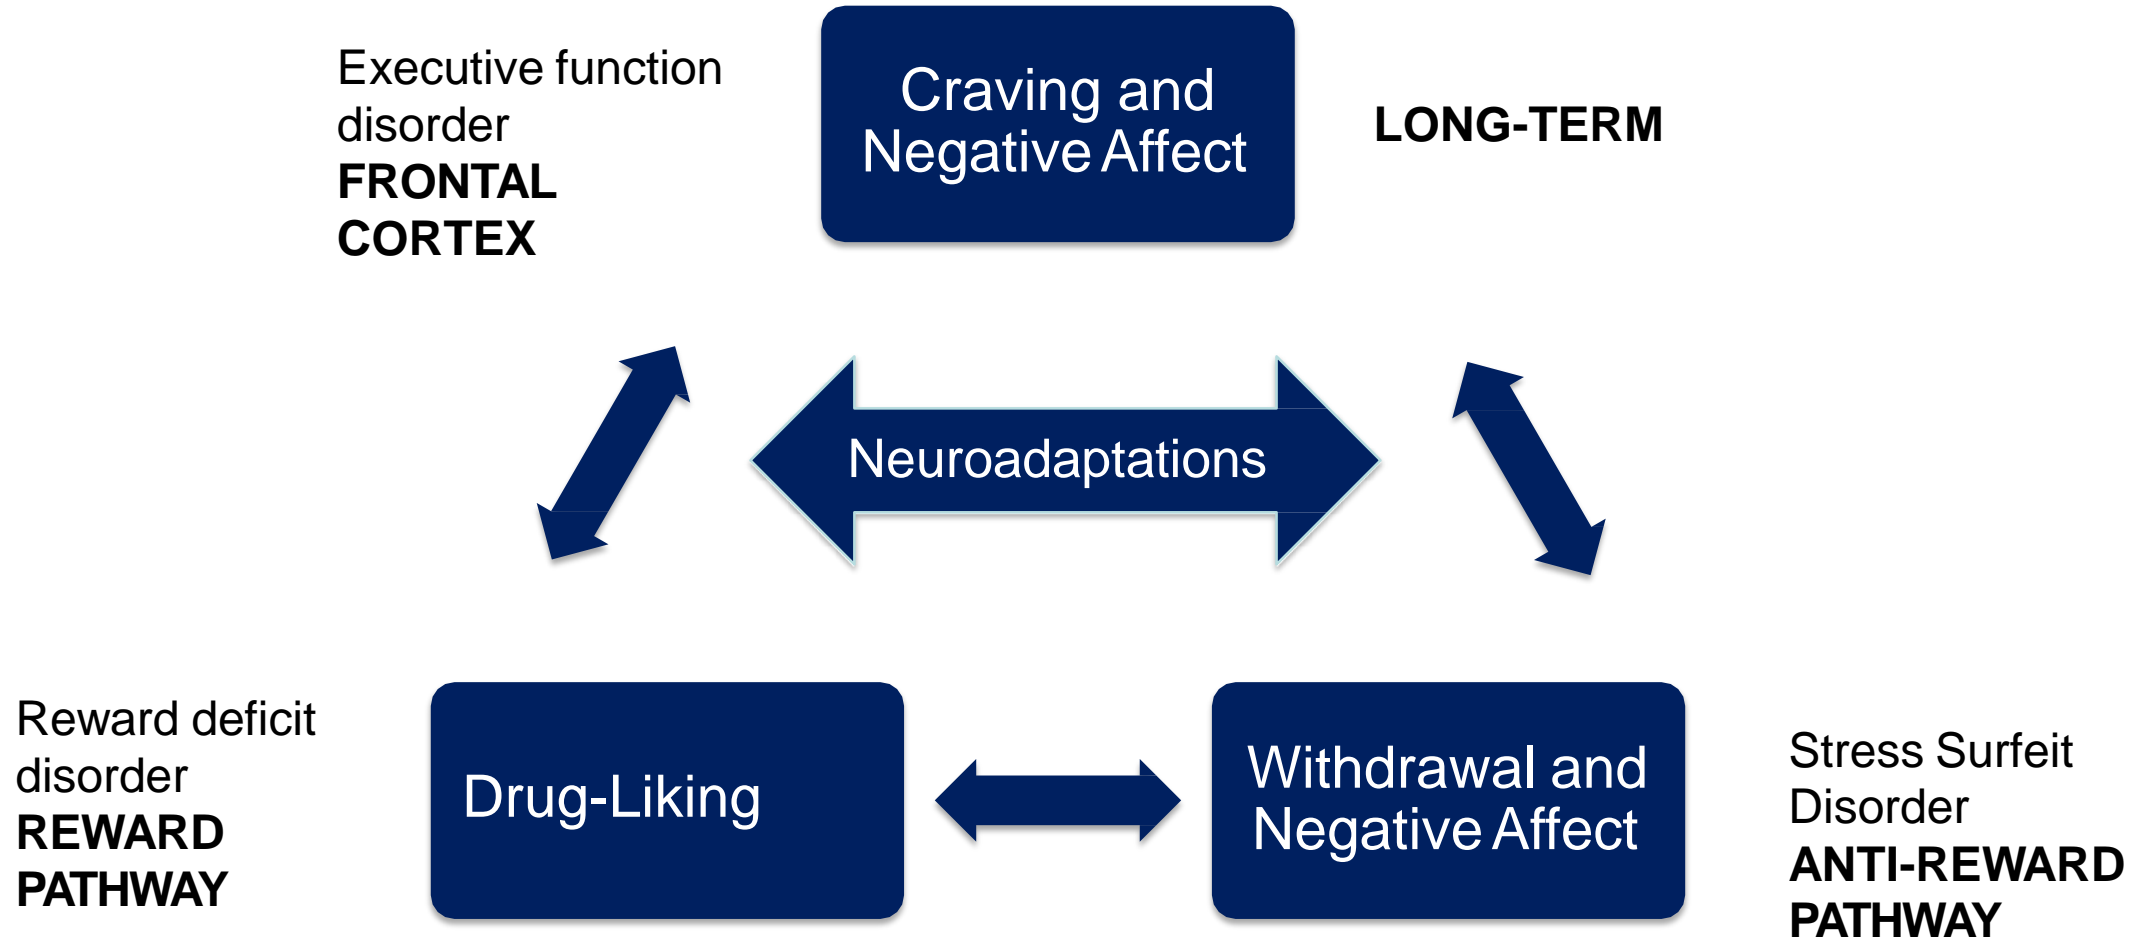 Executive function
disorder
FRONTAL
CORTEX
Craving and
Negative Affect
LONG-TERM
Neuroadaptations
Reward deficit
disorder
REWARD
PATHWAY
Drug-Liking
Withdrawal and
Negative Affect
Stress Surfeit
Disorder
ANTI-REWARD
PATHWAY